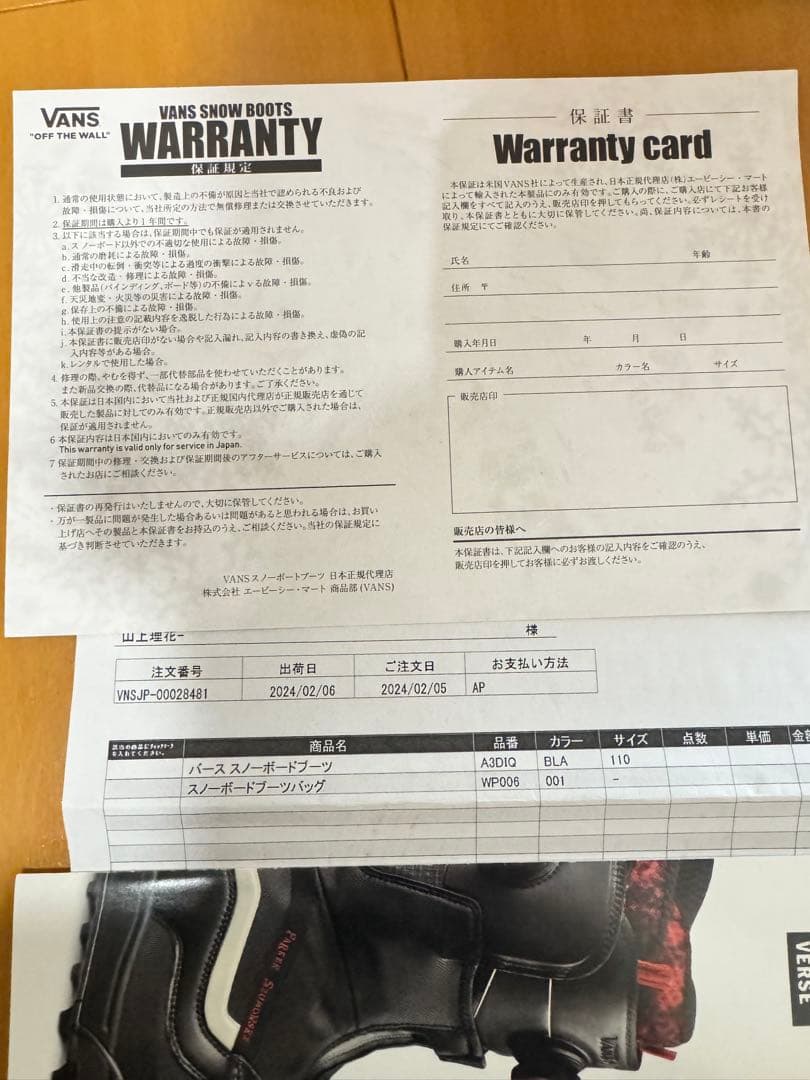 VANS
"OFF THE WALL"
VANS SNOW BOOTS
WARRANTY
保証規定
1. 通常の使用状態において、製造上の不備が原因と当社で認められる不良および
故障・損傷について、当社所定の方法で無償修理または交換させていただきます。
2. 保証期間は購入より1年間です。
3. 以下に該当する場合は、保証期間中でも保証が適用されません。
a. スノーボード以外での不適切な使用による故障・損傷。
b. 通常の磨耗による故障・損傷。
c. 滑走中の転倒・衝突等による過度の衝撃による故障・損傷。
d. 不当な改造・修理による故障・損傷。
e. 他製品(バインディング、ボード等)の不備によぃる故障・損傷。
f. 天災地変・火災等の災害による故障・損傷。
g. 保存上の不備による故障・損傷。
h. 使用上の注意の記載内容を逸脱した行為による故障・損傷。
i. 本保証書の提示がない場合。
j. 本保証書に販売店印がない場合や記入漏れ、記入内容の書き換え、虚偽の記
入内容等がある場合。
k. レンタルで使用した場合。
4. 修理の際、やむを得ず、一部代替部品を使わせていただくことがあります。
また新品交換の際、代替品になる場合があります。ご了承ください。
5. 本保証は日本国内において当社および正規国内代理店が正規販売店を通じて
販売した製品に対してのみ有効です。正規販売店以外でご購入された場合は、
保証が適用されません。
6 本保証内容は日本国内においてのみ有効です。
This warranty is valid only for service in Japan.
7 保証期間中の修理・交換および保証期間後のアフターサービスについては、ご購入
されたお店にご相談ください。
・保証書の再発行はいたしませんので、大切に保管してください。
・万が一製品に問題が発生した場合あるいは問題があると思われる場合は、お買い
上げ店へその製品と本保証書をお持込のうえ、ご相談ください。当社の保証規定に
基づき判断させていただきます。
VANSスノーボートブーツ 日本正規代理店
株式会社 エービーシー・マート 商品部(VANS)
保証書
Warranty card
本保証は米国VANS社によって生産され、日本正規代理店(株)エービーシー・マート
によって輸入された本製品にのみ有効です。ご購入の際に、ご購入店にて下記お客様
記入欄をすべて記入のうえ、販売店印を押してもらってください。必ずレシートを受け
取り、本保証書とともに大切に保管してください。尚、保証内容については、本書の
保証規定にてご確認ください。
氏名 年齢
住所 〒
購入年月日 年 月 日
購入アイテム名 カラー名 サイズ
販売店印
販売店の皆様へ
本保証書は、下記記入欄へのお客様の記入内容をご確認のうえ、
販売店印を押してお客様に必ずお渡しください。
山上理花 様
注文番号 出荷日 ご注文日 お支払い方法
VNSJP-00028481 2024/02/06 2024/02/05 AP
商品名 品番 カラー サイズ 点数 単価 金額
バース スノーボードブーツ A3DIQ BLA 110
スノーボードブーツバッグ WP006 001 -
PARKER SZUMOWSKI
VANS
VERSE